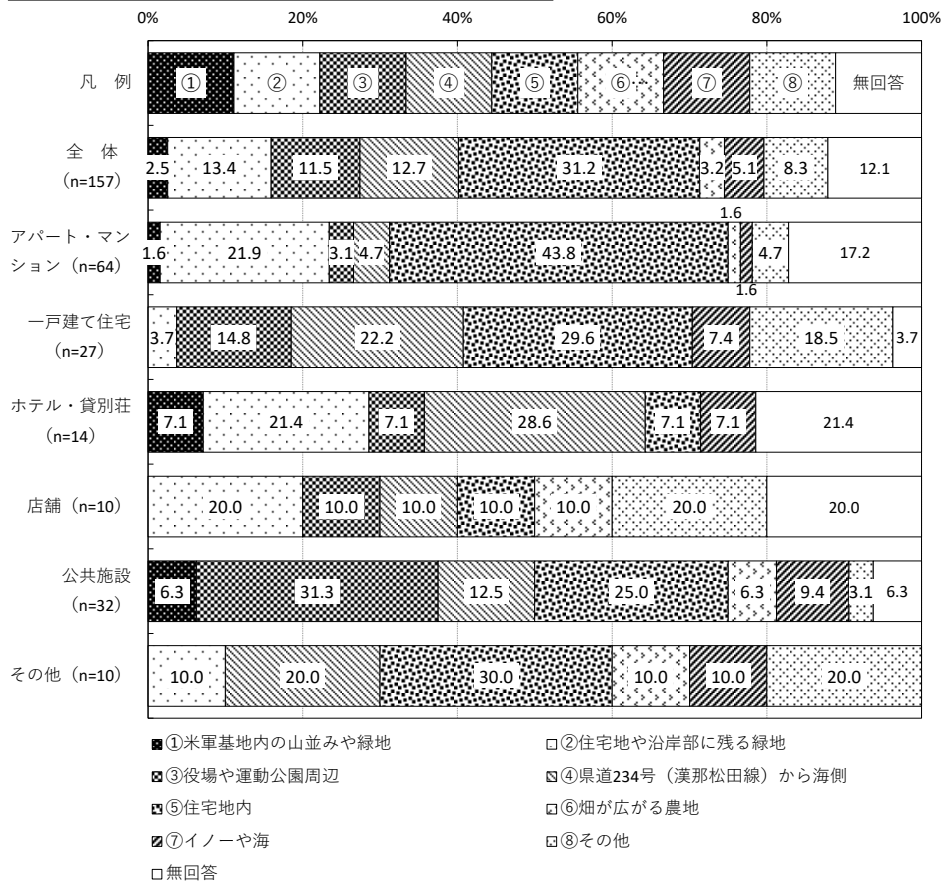 0% 20% 40% 60% 80% 100%
凡 例 ① ② ③ ④ ⑤ ⑥… ⑦ ⑧ 無回答
全 体
(n=157)
2.5 13.4 11.5 12.7 31.2 3.2 5.1 8.3 12.1
アパート・マン
ション（n=64）
1.6 21.9 3.1 4.7 43.8 1.6 1.6 4.7 17.2
一戸建て住宅
(n=27)
3.7 14.8 22.2 29.6 7.4 18.5 3.7
ホテル・貸別荘
(n=14)
7.1 21.4 7.1 28.6 7.1 7.1 21.4
店舗（n=10） 20.0 10.0 10.0 10.0 10.0 20.0 20.0
公共施設
(n=32)
6.3 31.3 12.5 25.0 6.3 9.4 3.1 6.3
その他（n=10） 10.0 20.0 30.0 10.0 10.0 20.0
①米軍基地内の山並みや緑地 ②住宅地や沿岸部に残る緑地
③役場や運動公園周辺 ④県道234号（漢那松田線）から海側
⑤住宅地内 ⑥畑が広がる農地
⑦イノーや海 ⑧その他
無回答